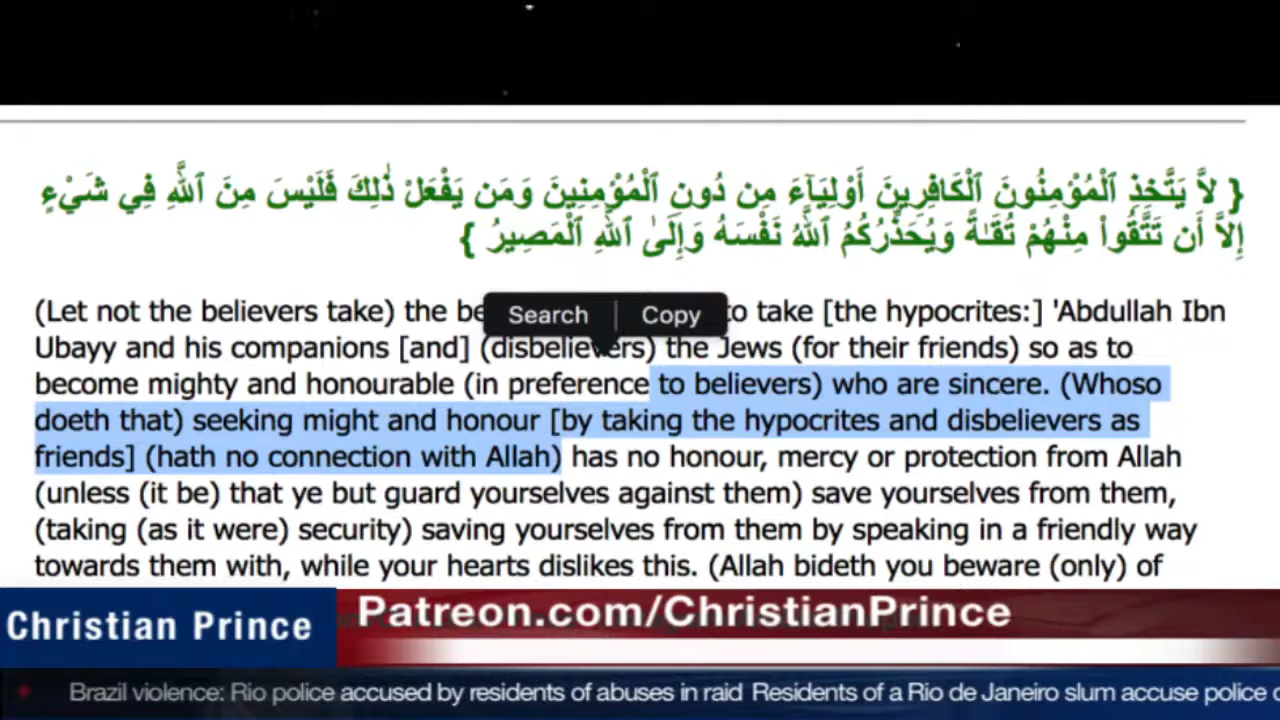 { لاَّ يَتَّخِذِ ٱلْمُؤْمِنُونَ ٱلْكَافِرِينَ أَوْلِيَآءَ مِن دُونِ ٱلْمُؤْمِنِينَ وَمَن يَفْعَلْ ذٰلِكَ فَلَيْسَ مِنَ ٱللَّهِ فِي شَيْءٍ
إِلاَّ أَن تَتَّقُواْ مِنْهُمْ تُقَـٰةً وَيُحَذِّرُكُمُ ٱللَّهُ نَفْسَهُ وَإِلَىٰ ٱللَّهِ ٱلْمَصِيرُ }
Search Copy
(Let not the believers take) the be to take [the hypocrites:] 'Abdullah Ibn
Ubayy and his companions [and] (disbelievers) the Jews (for their friends) so as to
become mighty and honourable (in preference to believers) who are sincere. (Whoso
doeth that) seeking might and honour [by taking the hypocrites and disbelievers as
friends] (hath no connection with Allah) has no honour, mercy or protection from Allah
(unless (it be) that ye but guard yourselves against them) save yourselves from them,
(taking (as it were) security) saving yourselves from them by speaking in a friendly way
towards them with, while your hearts dislikes this. (Allah bideth you beware (only) of
Christian Prince
Patreon.com/ChristianPrince
Brazil violence: Rio police accused by residents of abuses in raid Residents of a Rio de Janeiro slum accuse police